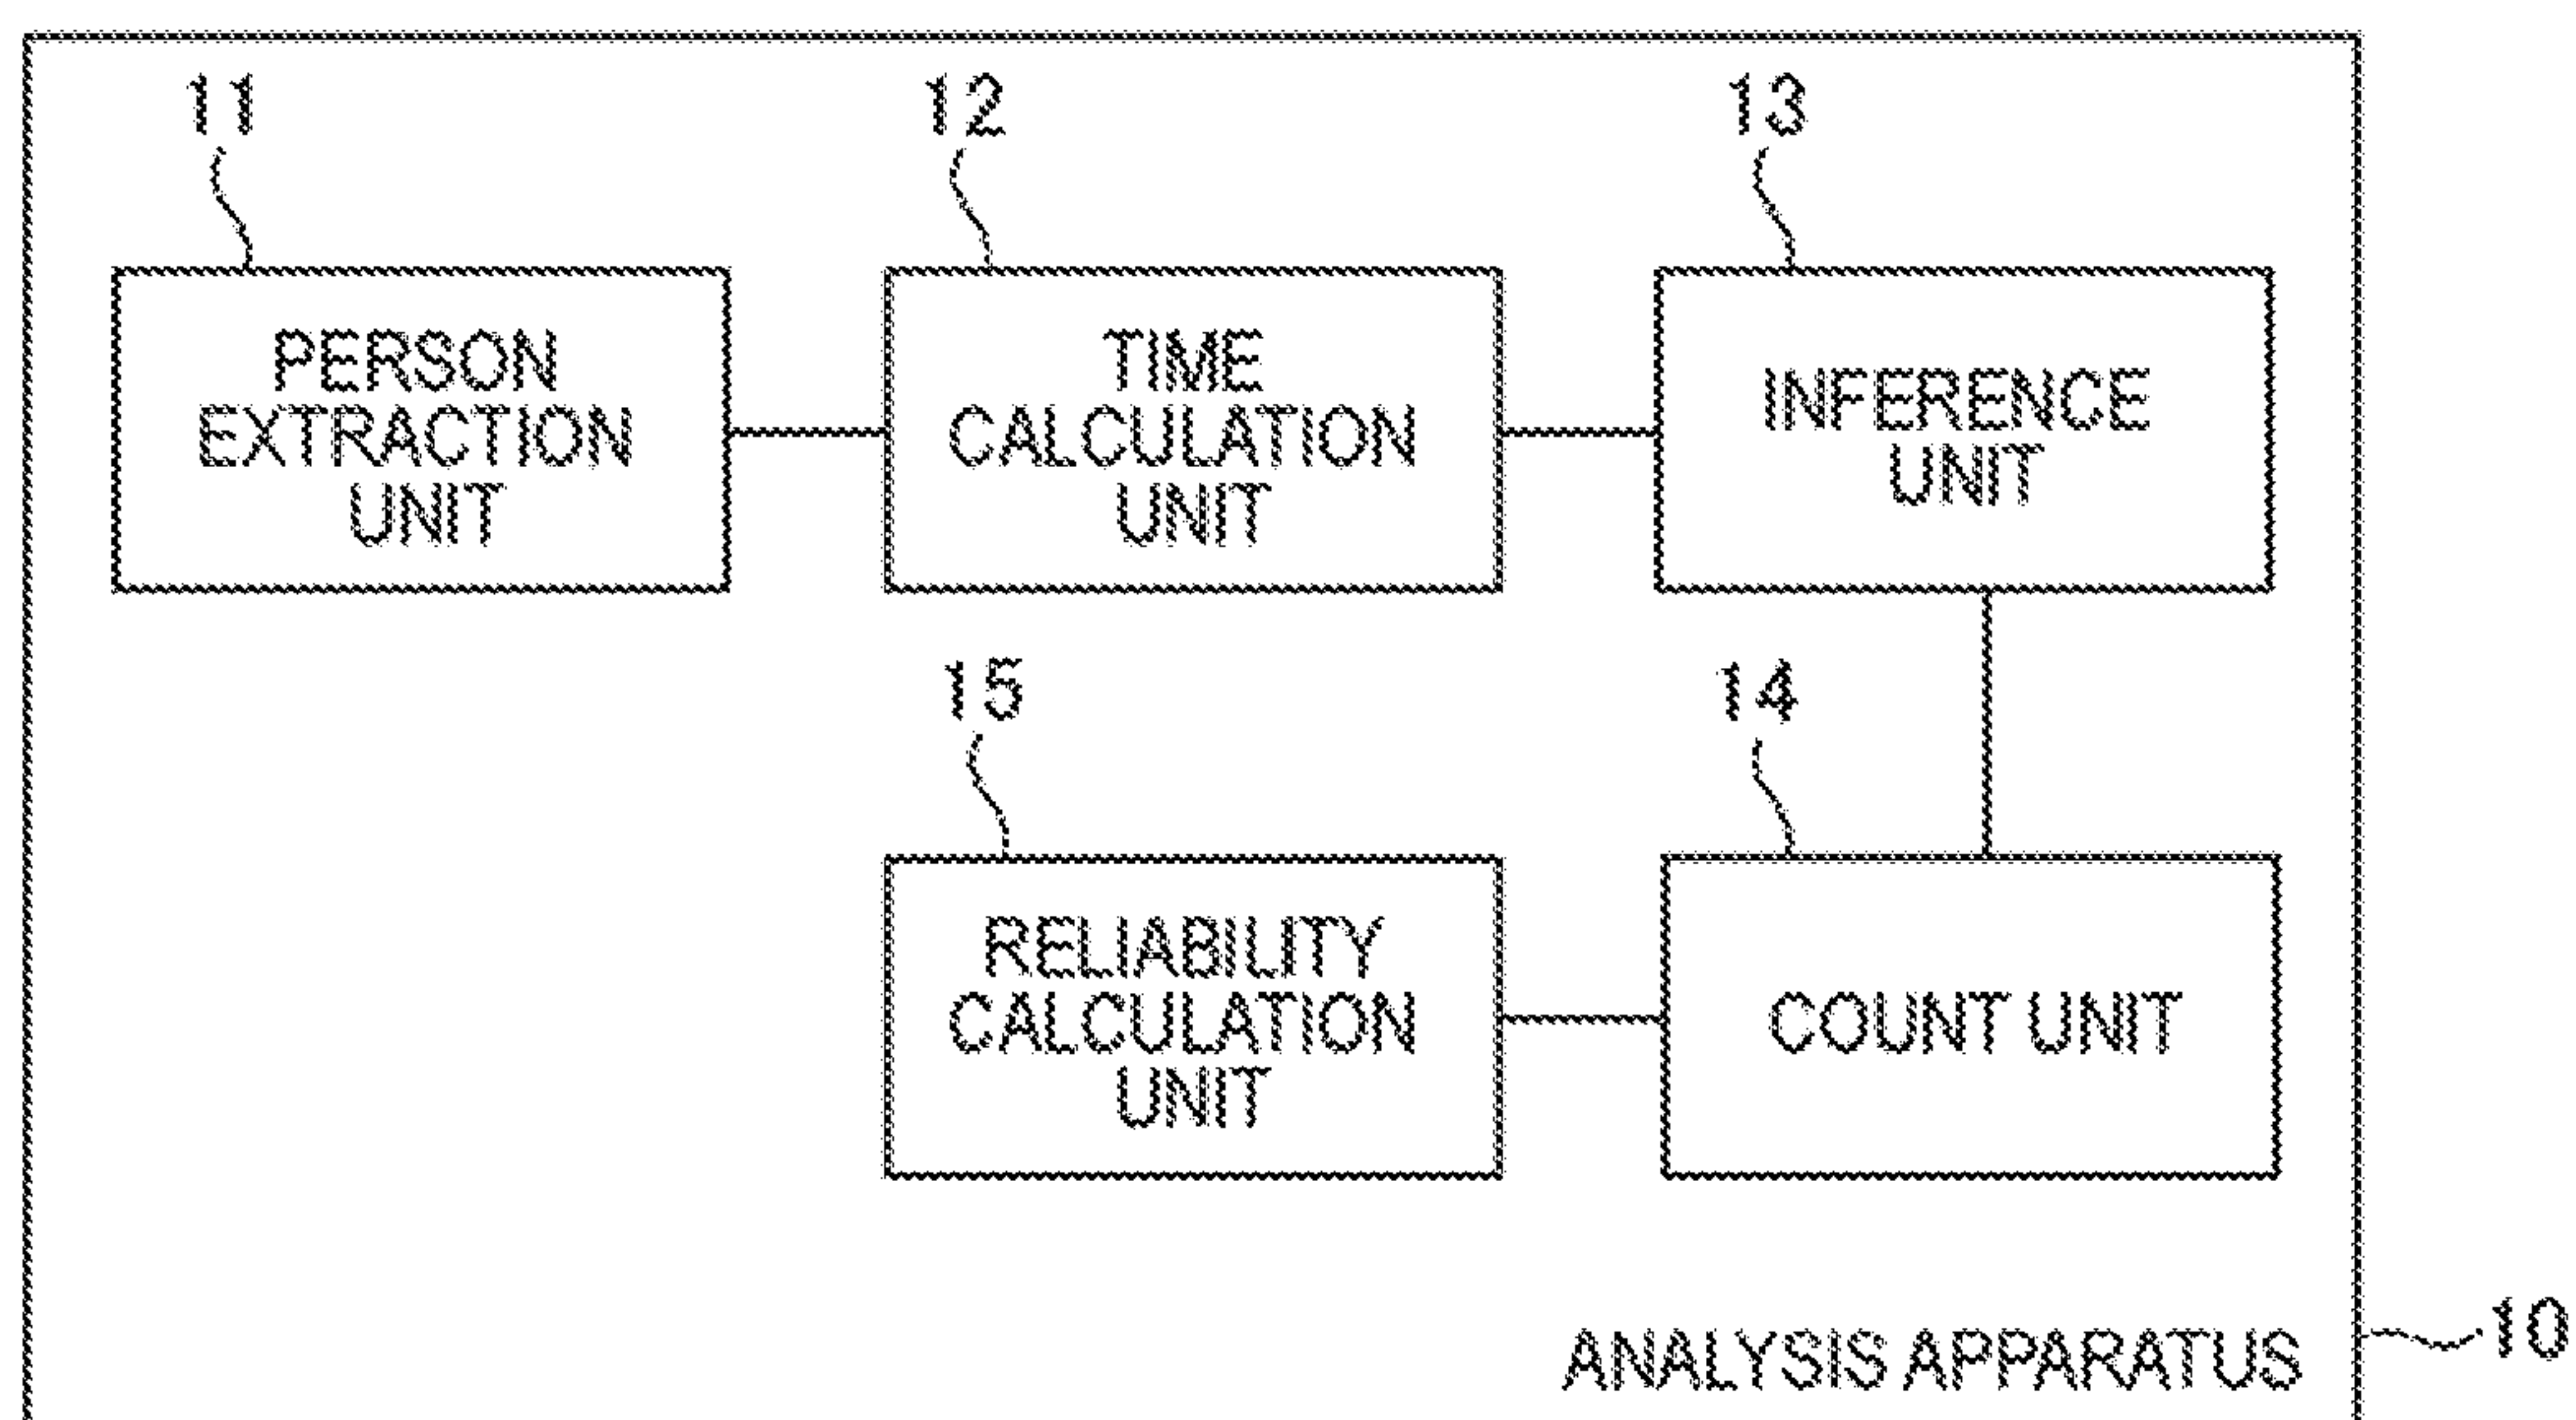 11
12
13
PERSON
EXTRACTION
UNIT
TIME
CALCULATION
UNIT
INFERENCE
UNIT
15
14
RELIABILITY
CALCULATION
UNIT
COUNT UNIT
ANALYSIS APPARATUS
10